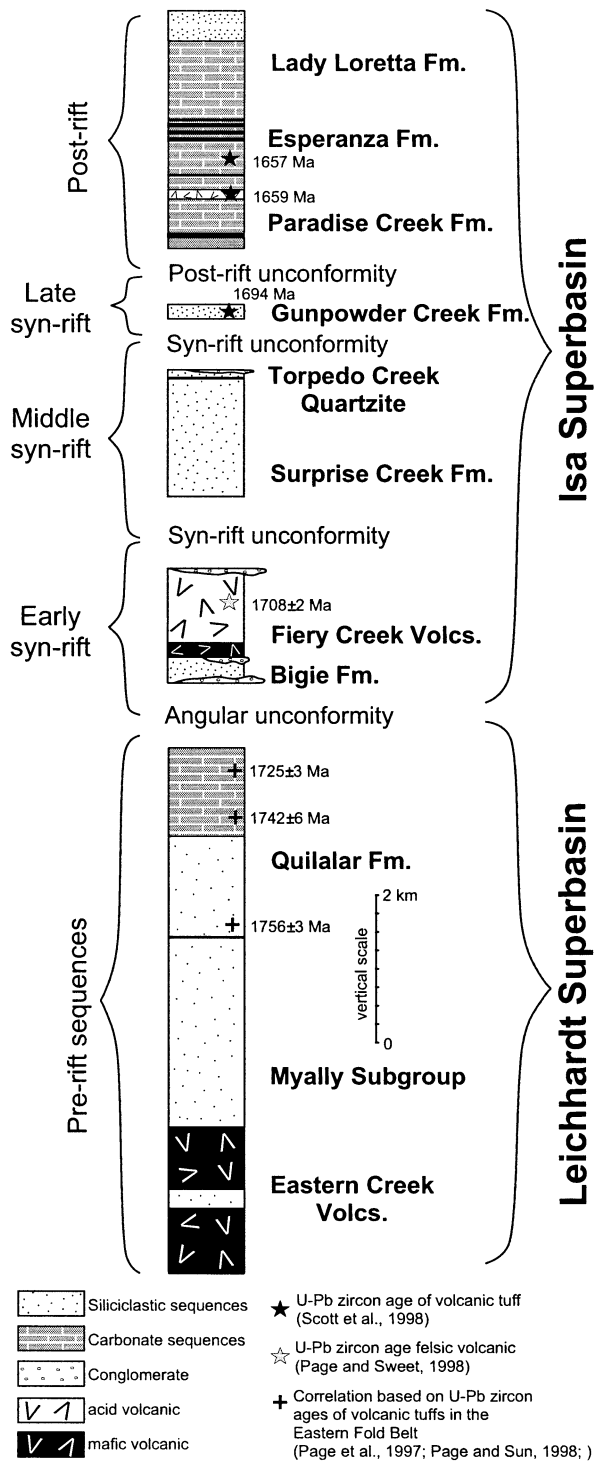 Lady Loretta Fm.
Esperanza Fm.
1657 Ma
1659 Ma
Paradise Creek Fm.
Post-rift
Post-rift unconformity
1694 Ma
Gunpowder Creek Fm.
Late
syn-rift
Syn-rift unconformity
Torpedo Creek
Quartzite
Middle
syn-rift
Surprise Creek Fm.
Syn-rift unconformity
1708±2 Ma
Early
syn-rift
Fiery Creek Volcs.
Bigie Fm.
Isa Superbasin
Angular unconformity
1725±3 Ma
1742±6 Ma
Quilalar Fm.
1756±3 Ma
2 km
vertical scale
0
Pre-rift sequences
Myally Subgroup
Eastern Creek
Volcs.
Leichhardt Superbasin
Siliciclastic sequences
Carbonate sequences
Conglomerate
acid volcanic
mafic volcanic
U-Pb zircon age of volcanic tuff
(Scott et al., 1998)
U-Pb zircon age felsic volcanic
(Page and Sweet, 1998)
Correlation based on U-Pb zircon
ages of volcanic tuffs in the
Eastern Fold Belt
(Page et al., 1997; Page and Sun, 1998; )